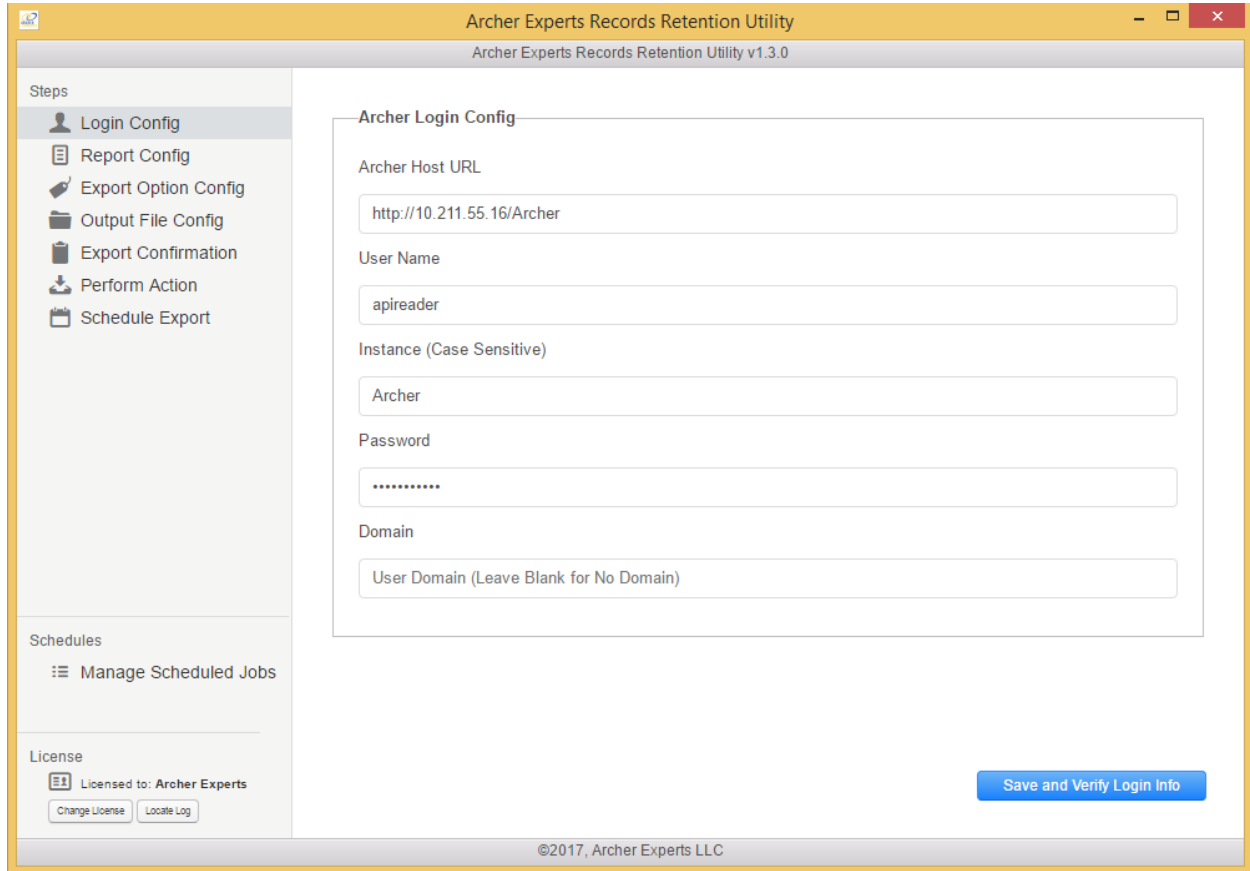 Archer Experts Records Retention Utility
Archer Experts Records Retention Utility v1.3.0
Steps
Login Config
Report Config
Export Option Config
Output File Config
Export Confirmation
Perform Action
Schedule Export
Schedules
Manage Scheduled Jobs
License
Licensed to: Archer Experts
Change License
Locate Log
Archer Login Config
Archer Host URL
http://10.211.55.16/Archer
User Name
apireader
Instance (Case Sensitive)
Archer
Password
•••••••••••
Domain
User Domain (Leave Blank for No Domain)
Save and Verify Login Info
©2017, Archer Experts LLC